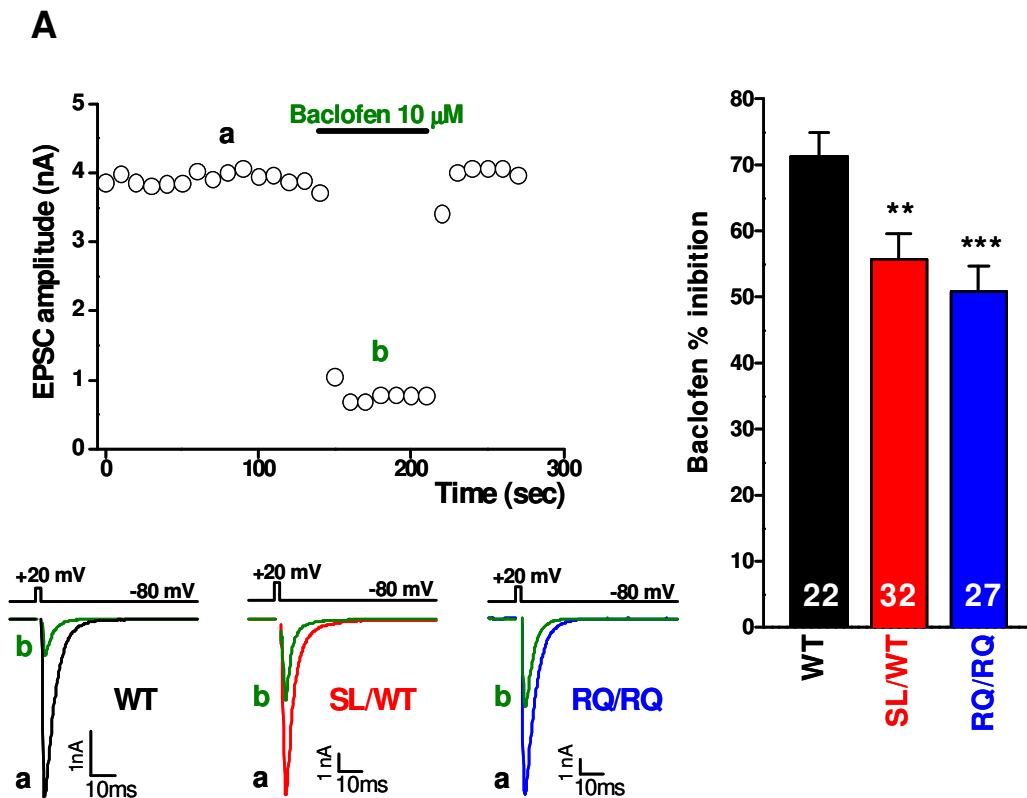 A
EPSC amplitude (nA)
5
4
3
2
1
0
a
Baclofen 10 µM
b
0
100
200
300
Time (sec)
Baclofen % inibition
80
70
60
50
40
30
20
10
0
**
***
22
32
27
WT
SL/WT
RQ/RQ
+20 mV
-80 mV
b
WT
a
1nA
10ms
+20 mV
-80 mV
b
SL/WT
a
1 nA
10ms
+20 mV
-80 mV
b
RQ/RQ
a
1 nA
10ms